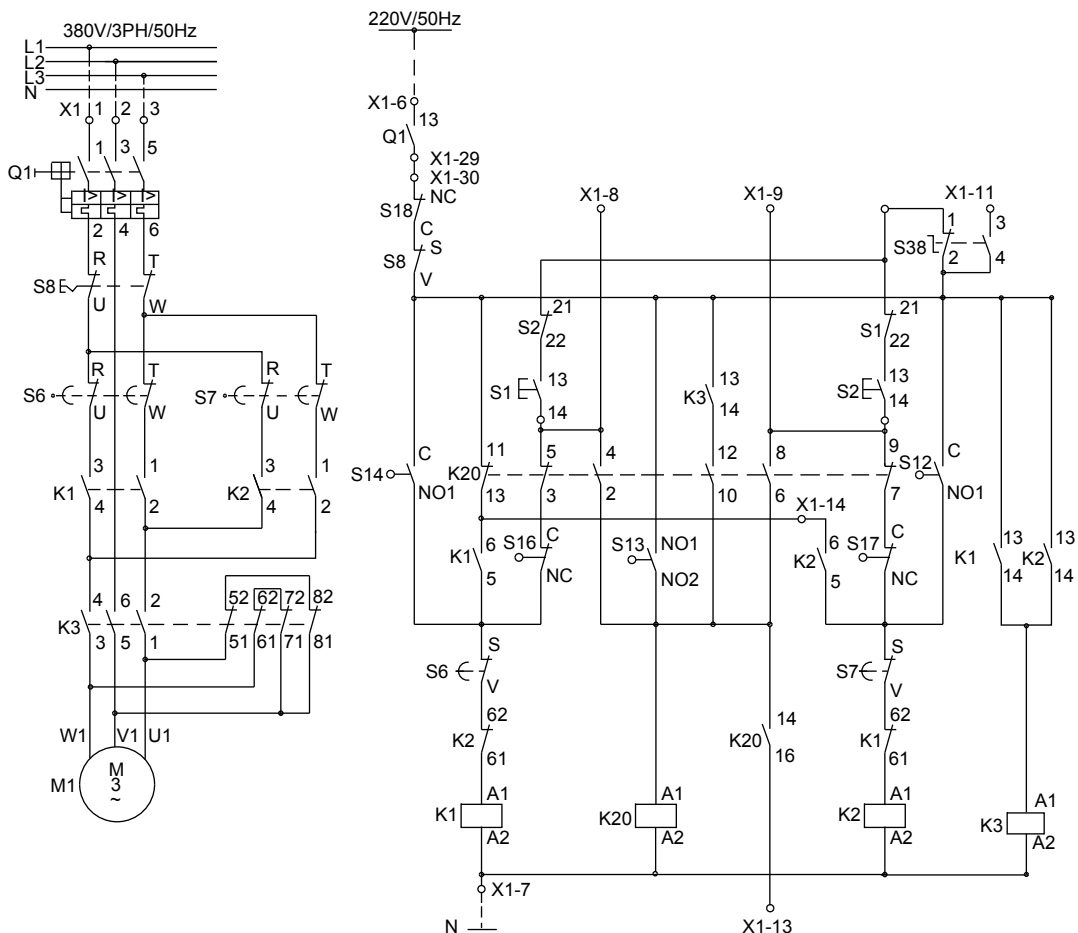 380V/3PH/50Hz
L1
L2
L3
N
X1 1 2 3
Q1 1 3 5
I> I> I>
2 4 6
R T
S8 U W
R T R T
S6 U W S7 U W
3 1 3 1
K1 4 2 K2 4 2
4 6 2 52 62 72 82
K3 3 5 1 51 61 71 81
W1 V1 U1
M1 M
3
~
220V/50Hz
X1-6
13
Q1
X1-29
X1-30
NC
S18
C
S
S8
V
X1-8 X1-9 X1-11
1 3
S38 2 4
21 21
S2 22 S1 22
13 13 13
S1 14 K3 14 S2 14
C 11 5 4 12 8 9 C
S14 K20 S12
NO1 13 3 2 10 6 7 NO1
X1-14
6 C NO1 6 C 13 13
K1 S16 S13 K2 S17 K1 K2
5 NC NO2 5 NC 14 14
S S
S6 V S7 V
62 14 62
K2 61 K20 16 K1 61
A1 A1 A1 A1
K1 K20 K2 K3
A2 A2 A2 A2
X1-7
N X1-13